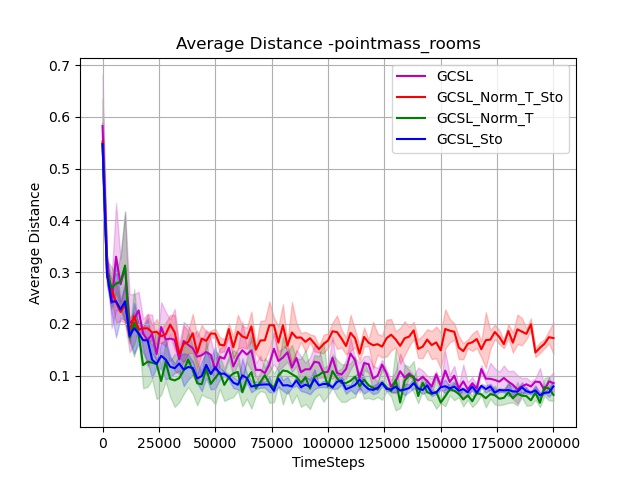 Average Distance -pointmass_rooms
GCSL
GCSL_Norm_T_Sto
GCSL_Norm_T
GCSL_Sto
Average Distance
0.7
0.6
0.5
0.4
0.3
0.2
0.1
0 25000 50000 75000 100000 125000 150000 175000 200000
TimeSteps